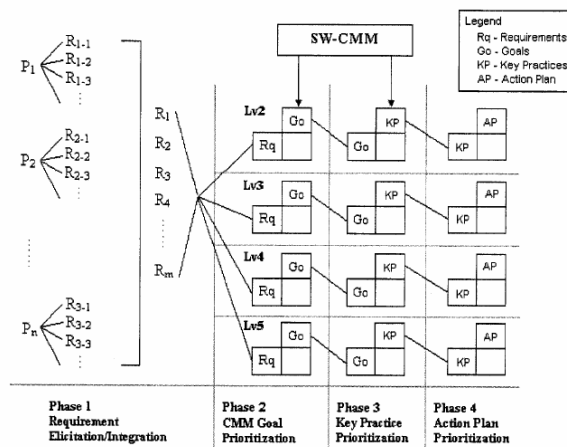 Legend
Rq - Requirements
Go - Goals
KP - Key Practices
AP - Action Plan
SW-CMM
P1
R1-1
R1-2
R1-3
P2
R2-1
R2-2
R2-3
Pn
R3-1
R3-2
R3-3
R1
R2
R3
R4
Rm
Lv2
Go
Rq
KP
Go
AP
KP
Lv3
Go
Rq
KP
Go
AP
KP
Lv4
Go
Rq
KP
Go
AP
KP
Lv5
Go
Rq
KP
Go
AP
KP
Phase 1
Requirement
Elicitation/Integration
Phase 2
CMM Goal
Prioritization
Phase 3
Key Practice
Prioritization
Phase 4
Action Plan
Prioritization